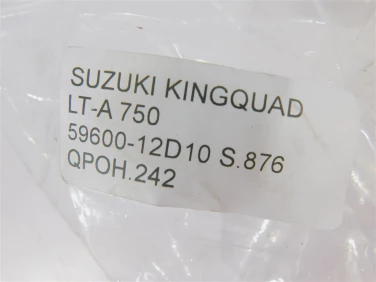 SUZUKI KINGQUAD
LT-A 750
59600-12D10 S.876
QPOH.242